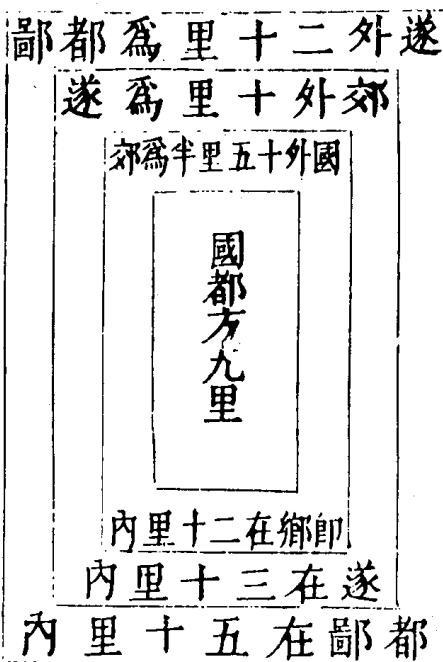 遂外二十里爲都鄙
郊外十里爲遂
國外十五里半爲郊
國都方九里
即鄉在二十里內
遂在三十里內
都鄙在五十里內